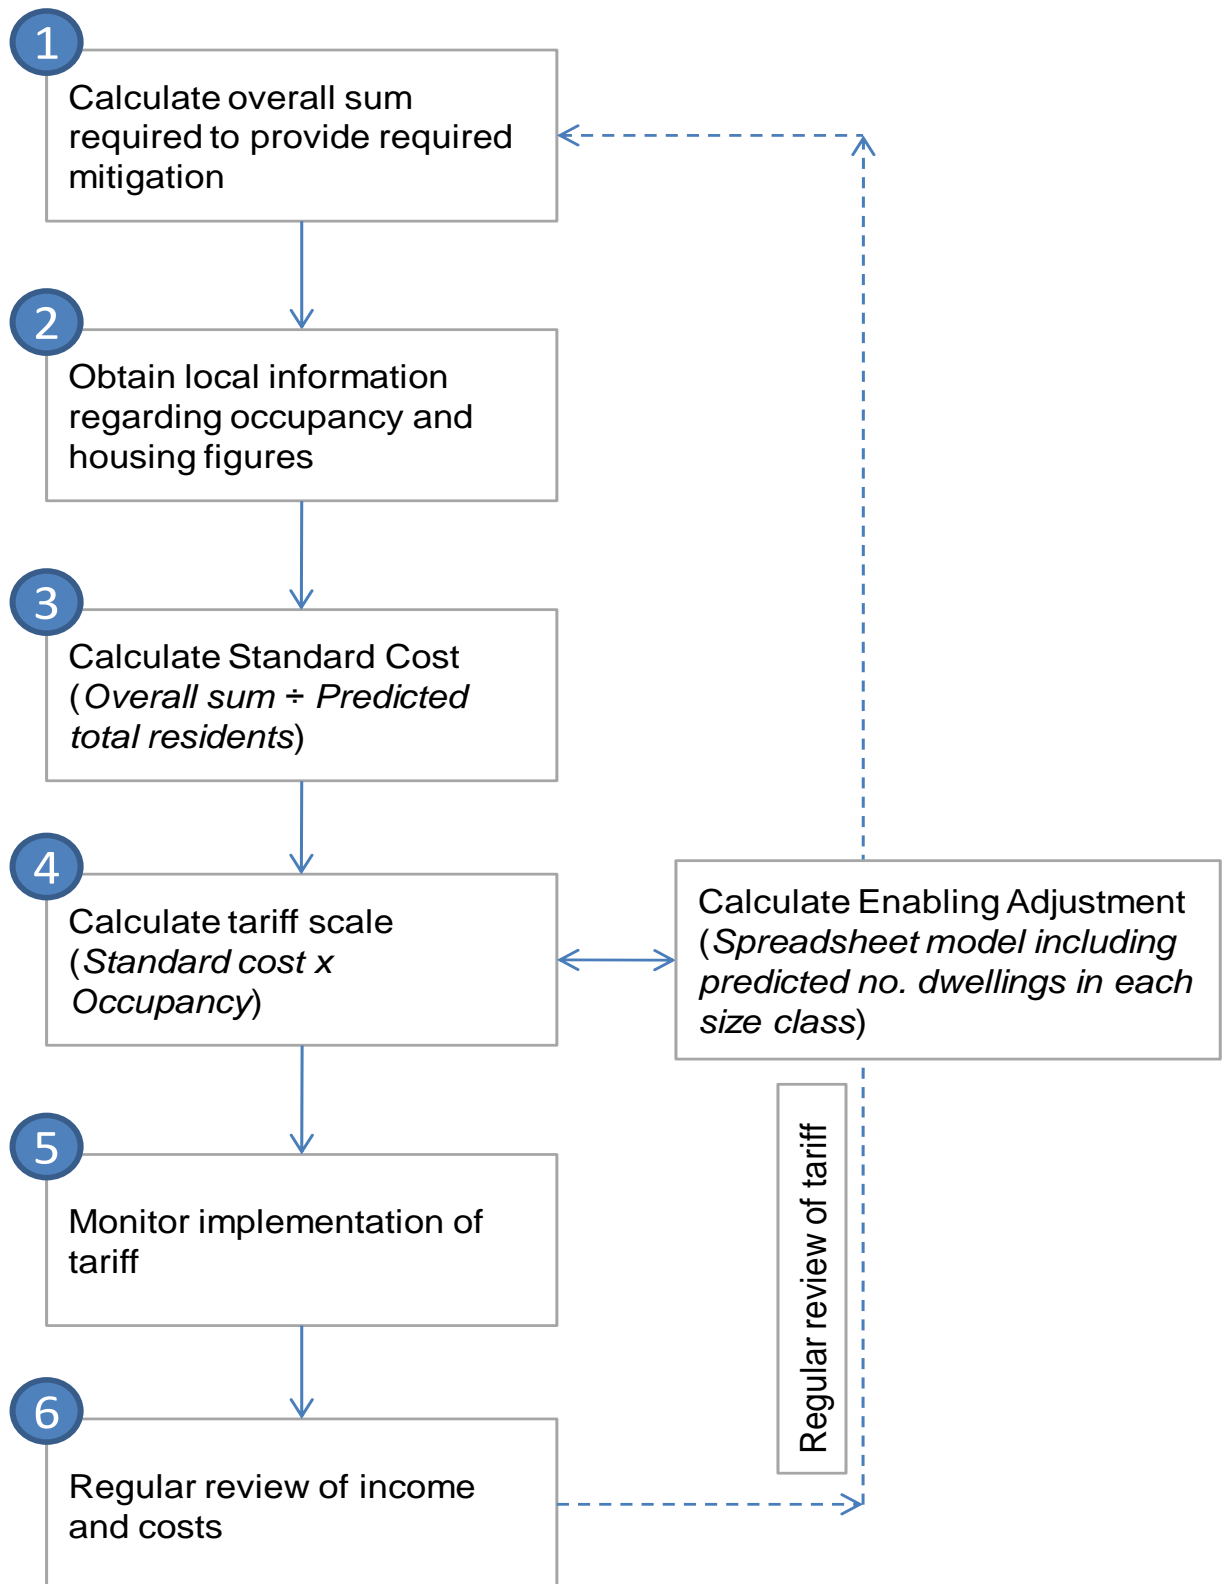 1
Calculate overall sum
required to provide required
mitigation
2
Obtain local information
regarding occupancy and
housing figures
3
Calculate Standard Cost
(Overall sum ÷ Predicted
total residents)
4
Calculate tariff scale
(Standard cost x
Occupancy)
Calculate Enabling Adjustment
(Spreadsheet model including
predicted no. dwellings in each
size class)
5
Monitor implementation of
tariff
Regular review of tariff
6
Regular review of income
and costs